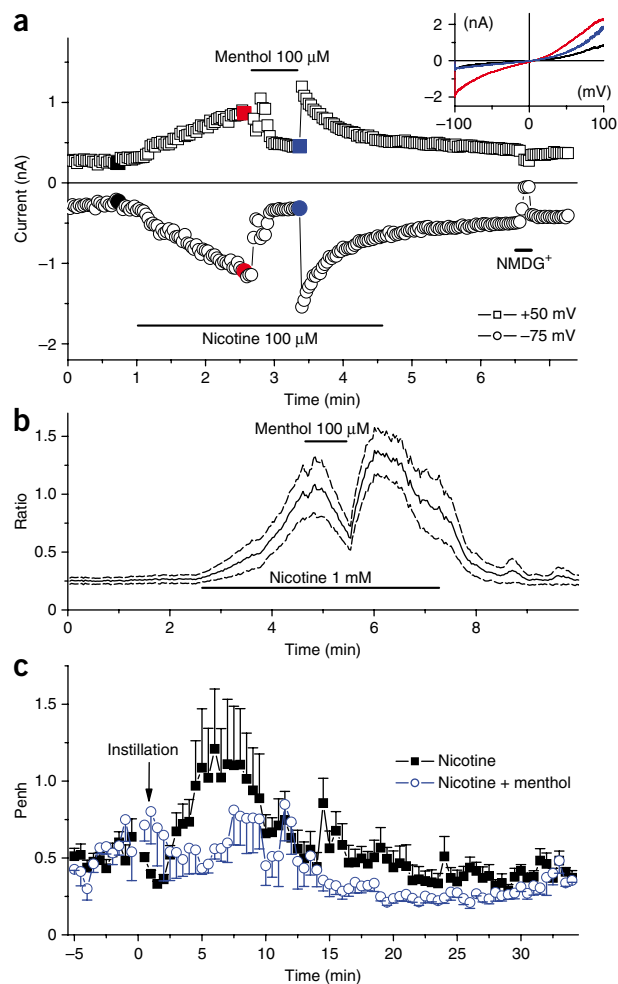 a
Menthol 100 μM
(nA)
2
0
−2
(mV)
−100
0
100
Current (nA)
1
0
−1
−2
NMDG⁺
+50 mV
−75 mV
Nicotine 100 μM
0
1
2
3
4
5
6
Time (min)
b
Menthol 100 μM
Ratio
1.5
1.0
0.5
0
Nicotine 1 mM
0
2
4
6
8
Time (min)
c
Penh
1.5
1.0
0.5
0
Instillation
Nicotine
Nicotine + menthol
−5
0
5
10
15
20
25
30
Time (min)